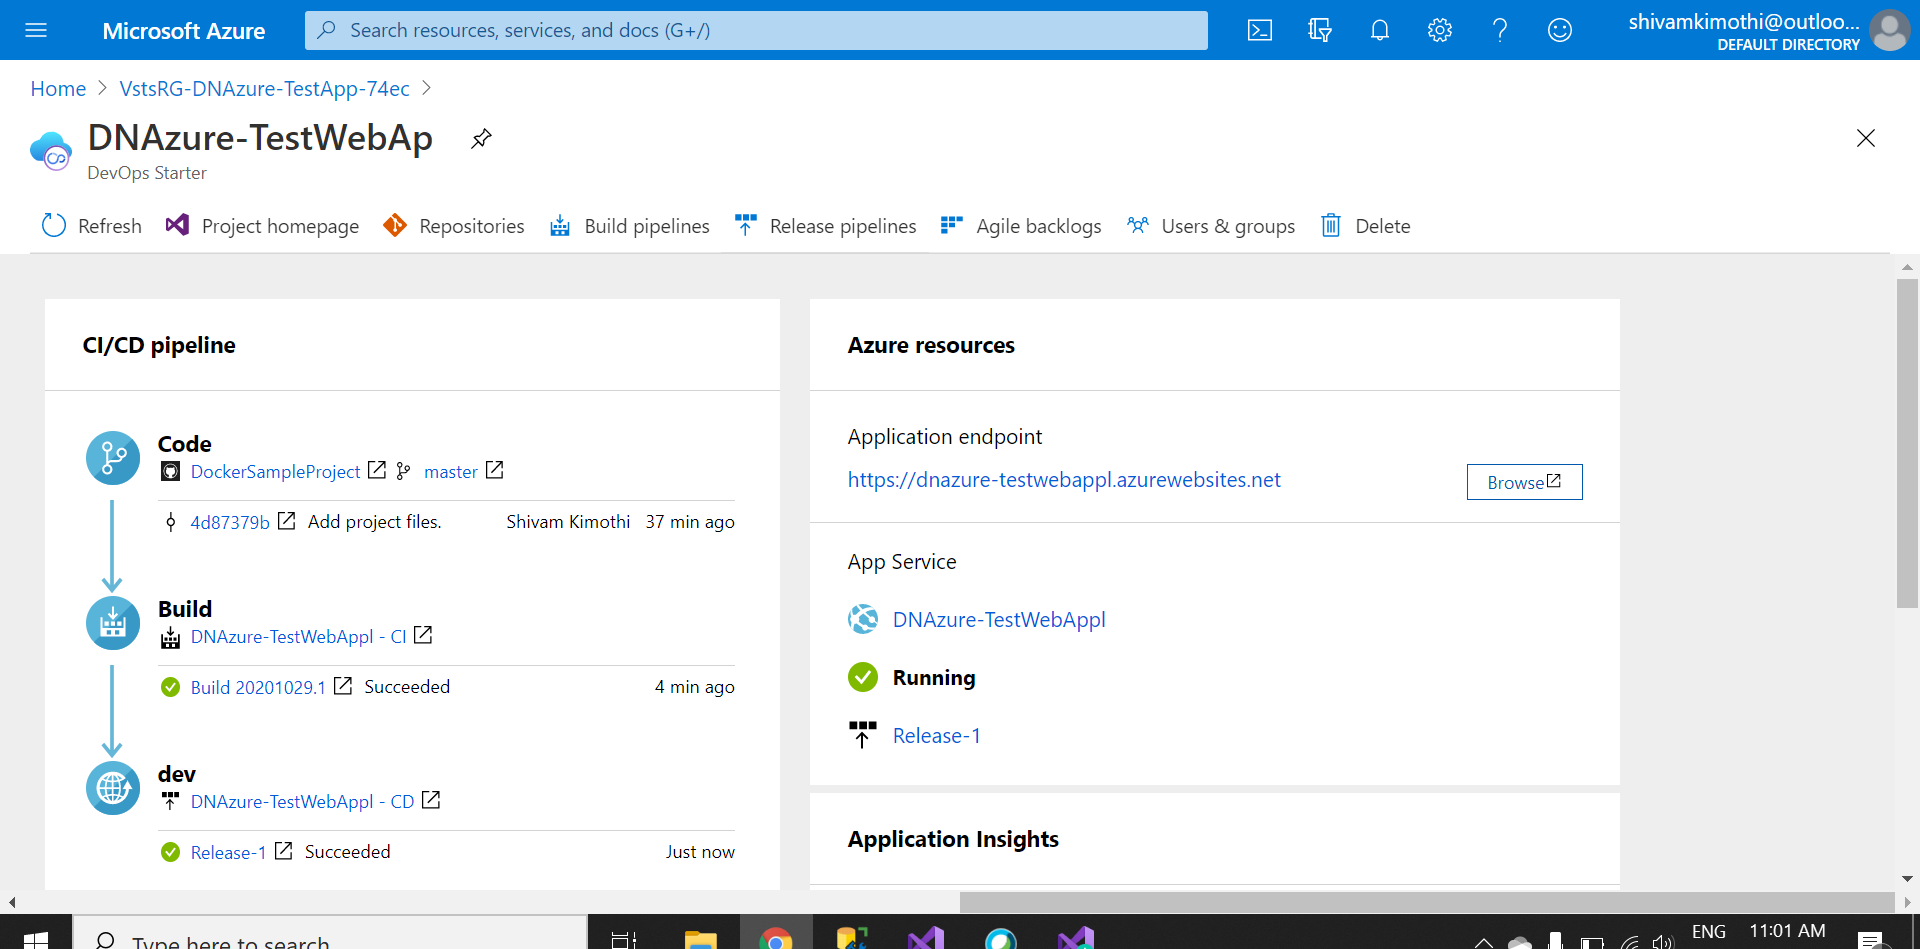 Microsoft Azure
Search resources, services, and docs (G+/)
shivamkimothi@outloo...
DEFAULT DIRECTORY
Home > VstsRG-DNAzure-TestApp-74ec >
DNAzure-TestWebAp
DevOps Starter
Refresh Project homepage Repositories Build pipelines Release pipelines Agile backlogs Users & groups Delete
CI/CD pipeline
Code
DockerSampleProject master
4d87379b Add project files. Shivam Kimothi 37 min ago
Build
DNAzure-TestWebAppl - CI
Build 20201029.1 Succeeded 4 min ago
dev
DNAzure-TestWebAppl - CD
Release-1 Succeeded Just now
Azure resources
Application endpoint
https://dnazure-testwebappl.azurewebsites.net Browse
App Service
DNAzure-TestWebAppl
Running
Release-1
Application Insights
Type here to search
ENG 11:01 AM